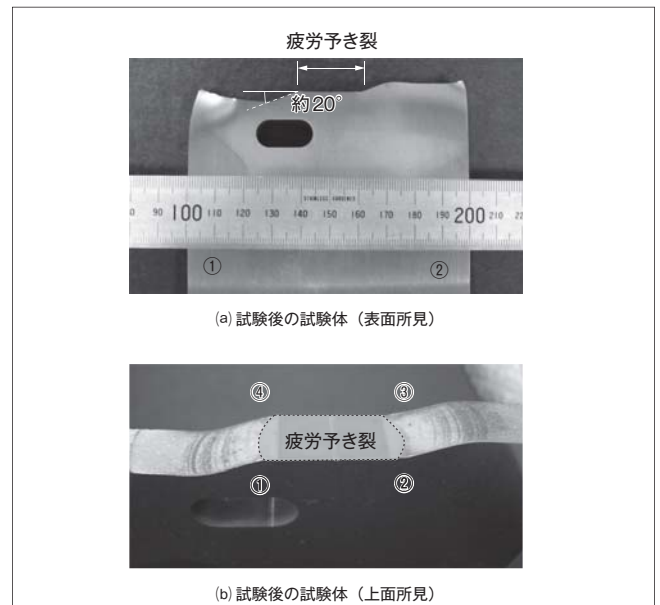 疲労予き裂
約20°
90 100 110 120 130 140 150 160 170 180 190 200 210
① ②
(a) 試験後の試験体(表面所見)
④ ③
疲労予き裂
① ②
(b) 試験後の試験体(上面所見)